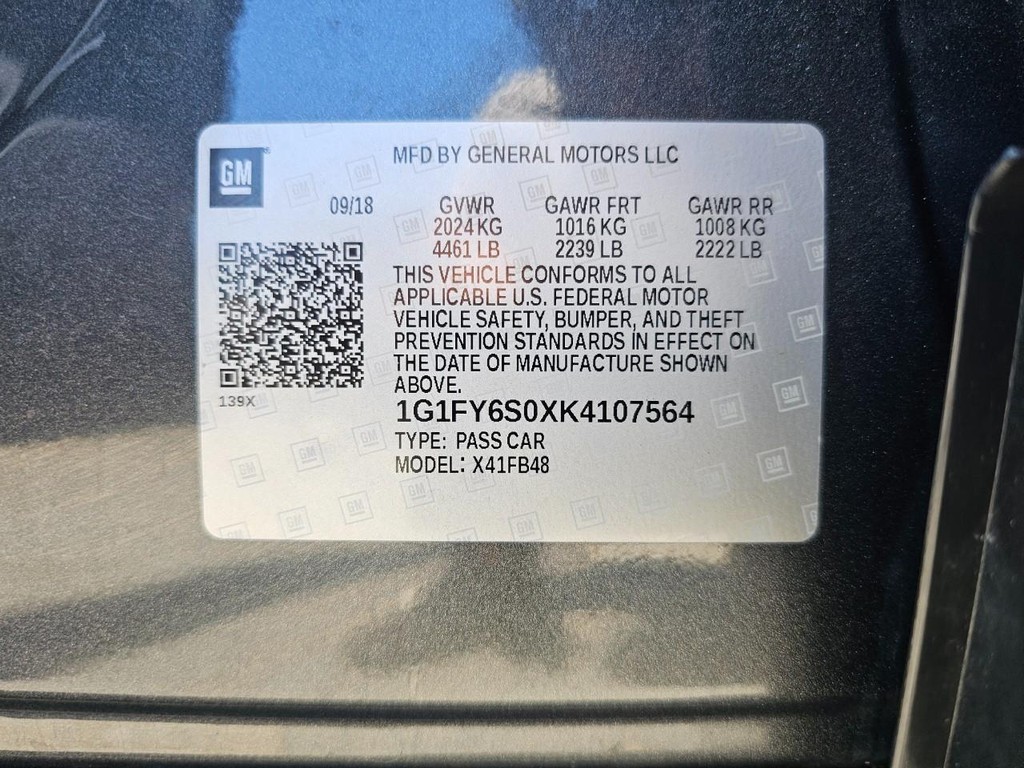 GM
MFD BY GENERAL MOTORS LLC
09/18 GVWR GAWR FRT GAWR RR
2024 KG 1016 KG 1008 KG
4461 LB 2239 LB 2222 LB
THIS VEHICLE CONFORMS TO ALL
APPLICABLE U.S. FEDERAL MOTOR
VEHICLE SAFETY, BUMPER, AND THEFT
PREVENTION STANDARDS IN EFFECT ON
THE DATE OF MANUFACTURE SHOWN
ABOVE.
139X
1G1FY6S0XK4107564
TYPE: PASS CAR
MODEL: X41FB48